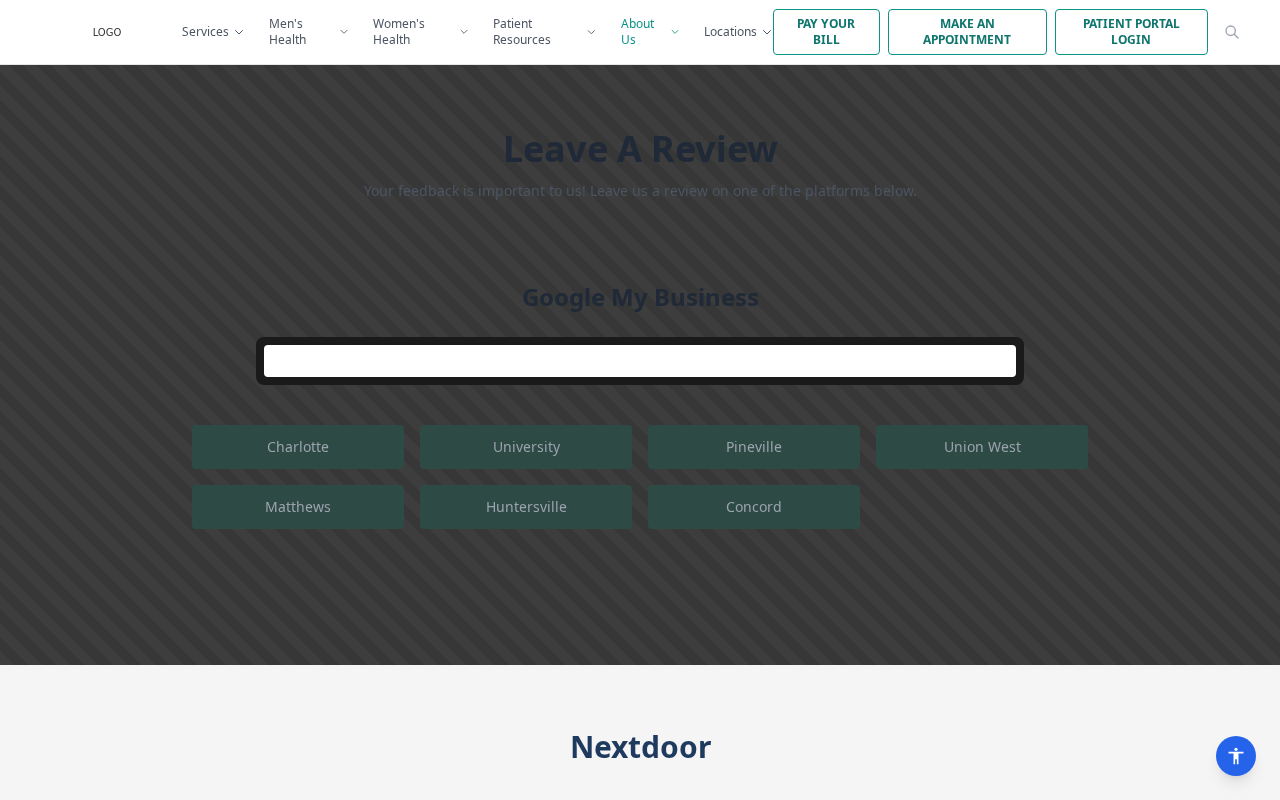 LOGO
Services
Men's Health
Women's Health
Patient Resources
About Us
Locations
PAY YOUR BILL
MAKE AN APPOINTMENT
PATIENT PORTAL LOGIN
Leave A Review
Your feedback is important to us! Leave us a review on one of the platforms below.
Google My Business
Charlotte
University
Pineville
Union West
Matthews
Huntersville
Concord
Nextdoor